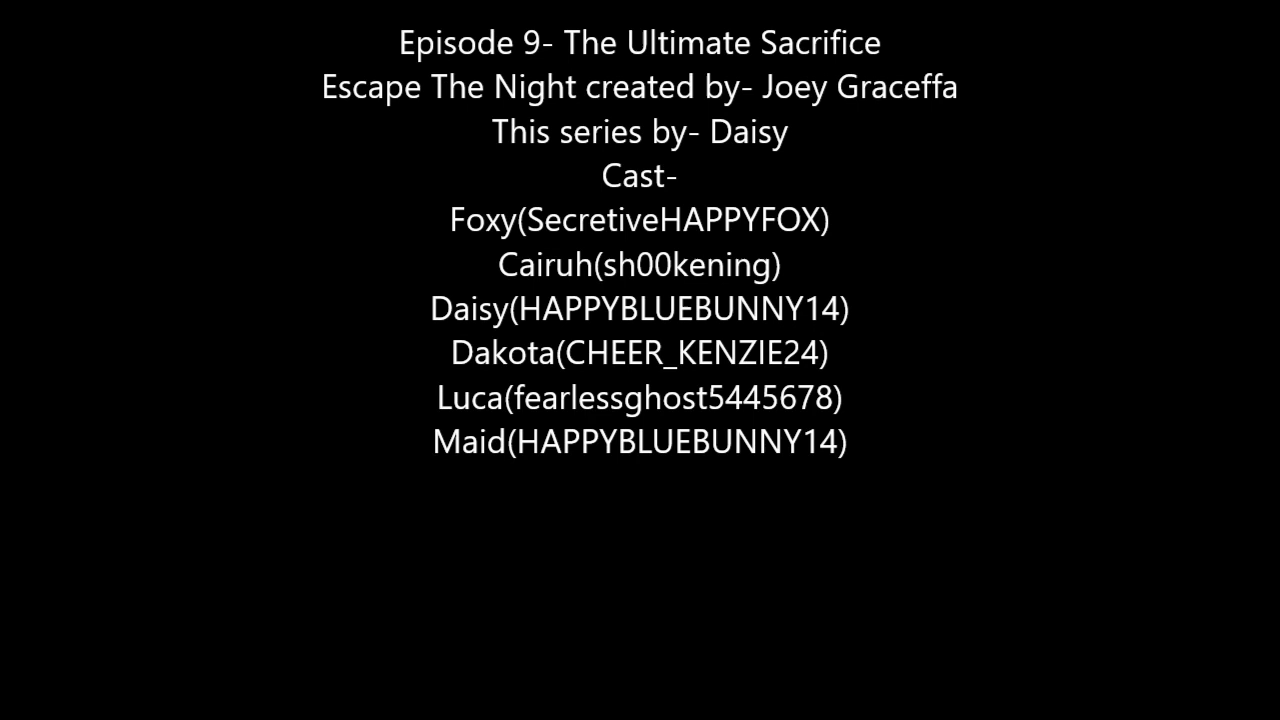 Episode 9- The Ultimate Sacrifice
Escape The Night created by- Joey Graceffa
This series by- Daisy
Cast-
Foxy(SecretiveHAPPYFOX)
Cairuh(sh00kening)
Daisy(HAPPYBLUEBUNNY14)
Dakota(CHEER_KENZIE24)
Luca(fearlessghost5445678)
Maid(HAPPYBLUEBUNNY14)